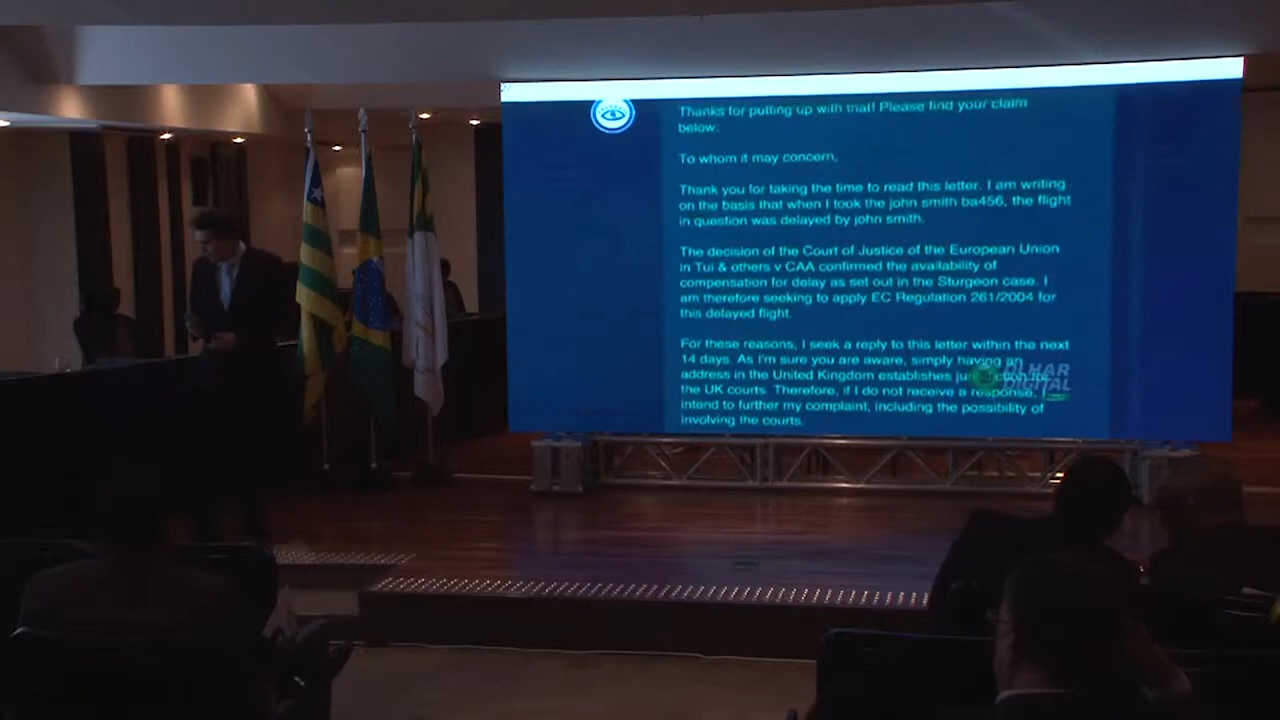 Thanks for putting up with that! Please find your claim
below:
To whom it may concern,
Thank you for taking the time to read this letter. I am writing
on the basis that when I took the john smith ba456, the flight
in question was delayed by john smith.
The decision of the Court of Justice of the European Union
in Tui & others v CAA confirmed the availability of
compensation for delay as set out in the Sturgeon case. I
am therefore seeking to apply EC Regulation 261/2004 for
this delayed flight.
For these reasons, I seek a reply to this letter within the next
14 days. As I'm sure you are aware, simply having an
address in the United Kingdom establishes jurisdiction for
the UK courts. Therefore, if I do not receive a response, I
intend to further my complaint, including the possibility of
involving the courts.
OLHAR
DIGITAL